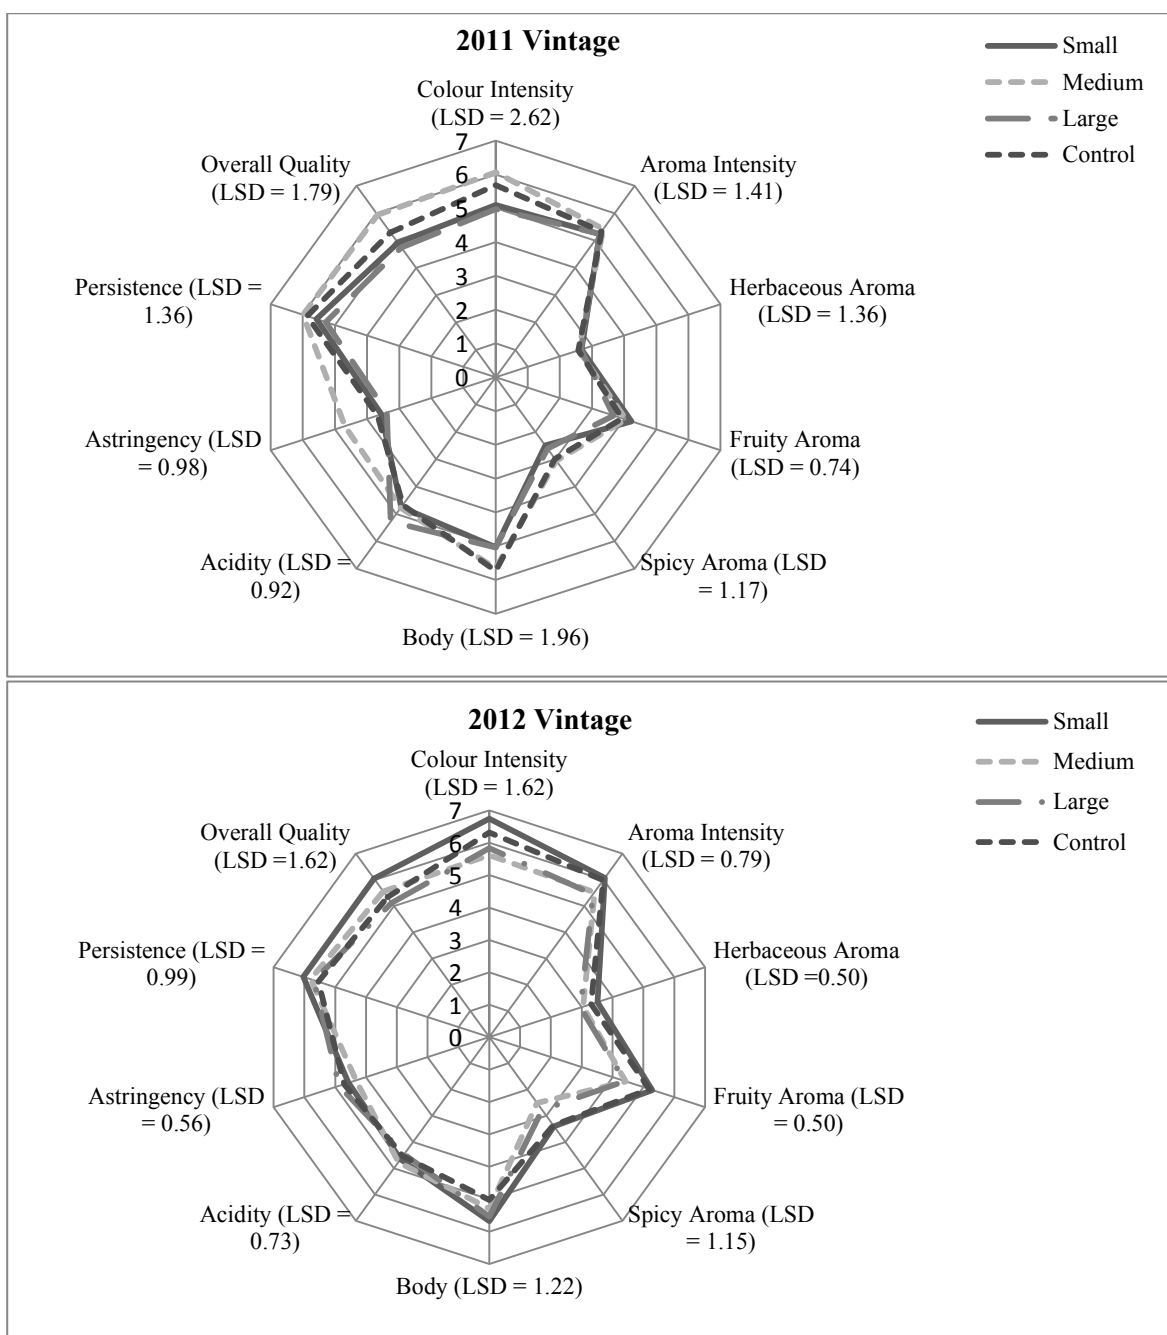 2011 Vintage
Small
Medium
Large
Control
Colour Intensity
(LSD = 2.62)
Aroma Intensity
(LSD = 1.41)
Herbaceous Aroma
(LSD = 1.36)
Fruity Aroma
(LSD = 0.74)
Spicy Aroma (LSD
= 1.17)
Body (LSD = 1.96)
Acidity (LSD =
0.92)
Astringency (LSD
= 0.98)
Persistence (LSD =
1.36)
Overall Quality
(LSD = 1.79)
7
6
5
4
3
2
1
0
2012 Vintage
Small
Medium
Large
Control
Colour Intensity
(LSD = 1.62)
Aroma Intensity
(LSD = 0.79)
Herbaceous Aroma
(LSD =0.50)
Fruity Aroma (LSD
= 0.50)
Spicy Aroma (LSD
= 1.15)
Body (LSD = 1.22)
Acidity (LSD =
0.73)
Astringency (LSD
= 0.56)
Persistence (LSD =
0.99)
Overall Quality
(LSD =1.62)
7
6
5
4
3
2
1
0